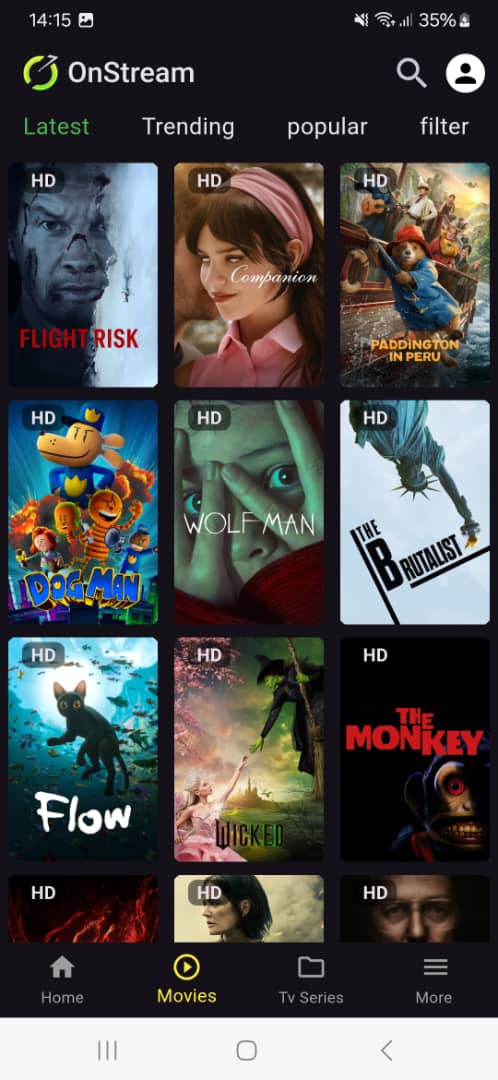 14:15
35%
OnStream
Latest Trending popular filter
HD HD HD
FLIGHT RISK
Companion
PADDINGTON
IN PERU
HD HD HD
DOG MAN
WOLF MAN
THE
BRUTALIST
HD HD HD
Flow
WICKED
THE
MONKEY
HD HD HD
Home Movies Tv Series More